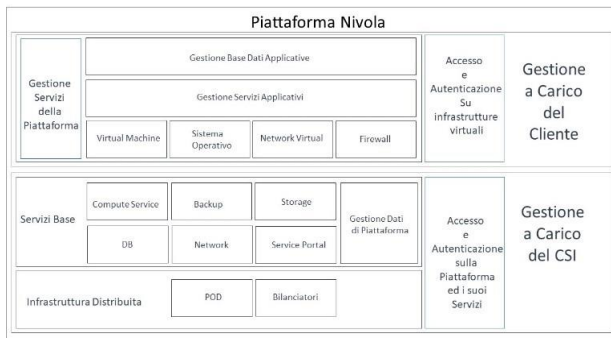 Piattaforma Nivola
Gestione
Servizi
della
Piattaforma
Gestione Base Dati Applicative
Gestione Servizi Applicativi
Virtual Machine
Sistema
Operativo
Network Virtual
Firewall
Accesso
e
Autenticazione
Su
infrastrutture
virtuali
Gestione
a Carico
del
Cliente
Servizi Base
Compute Service
Backup
Storage
DB
Network
Service Portal
Gestione Dati
di Piattaforma
Accesso
e
Autenticazione
sulla
Piattaforma
ed i suoi
Servizi
Gestione
a Carico
del CSI
Infrastruttura Distribuita
POD
Bilanciatori